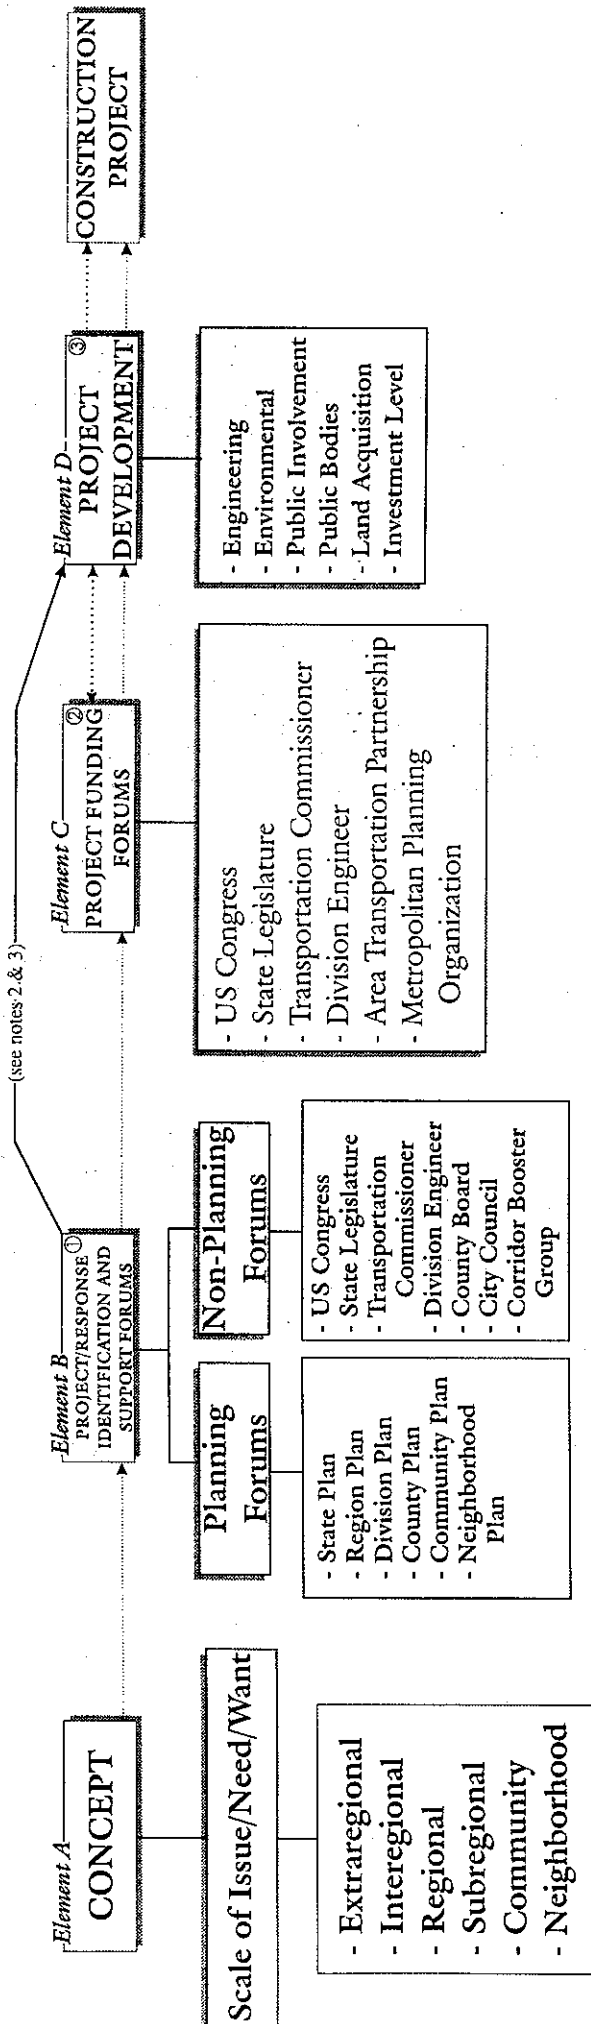 Element A
CONCEPT
Scale of Issue/Need/Want
- Extraregional
- Interegional
- Regional
- Subregional
- Community
- Neighborhood
Element B
PROJECT/RESPONSE ①
IDENTIFICATION AND
SUPPORT FORUMS
Planning
Forums
- State Plan
- Region Plan
- Division Plan
- County Plan
- Community Plan
- Neighborhood
Plan
Non-Planning
Forums
- US Congress
- State Legislature
- Transportation
Commissioner
- Division Engineer
- County Board
- City Council
- Corridor Booster
Group
(see notes 2 & 3)
Element C
②
PROJECT FUNDING
FORUMS
- US Congress
- State Legislature
- Transportation Commissioner
- Division Engineer
- Area Transportation Partnership
- Metropolitan Planning
Organization
Element D
③
PROJECT
DEVELOPMENT
- Engineering
- Environmental
- Public Involvement
- Public Bodies
- Land Acquisition
- Investment Level
CONSTRUCTION
PROJECT